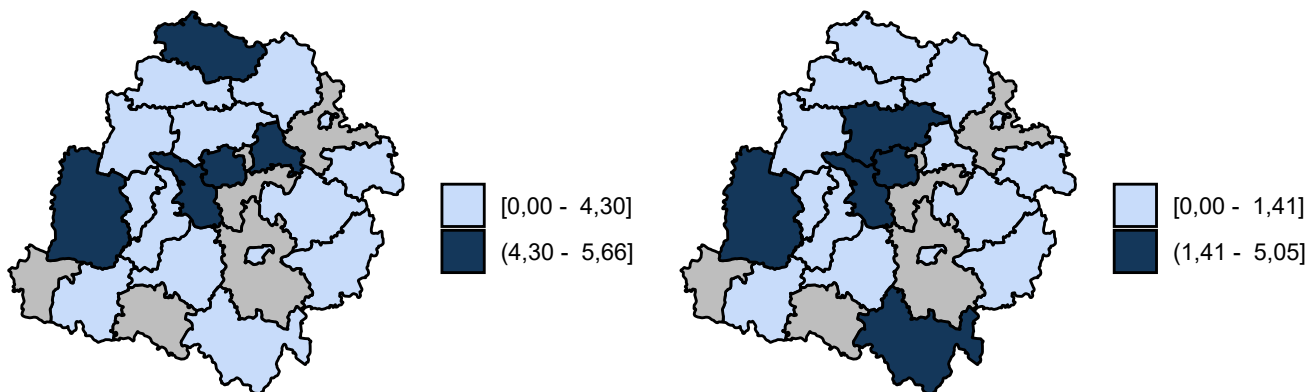 [0,00 - 4,30]
(4,30 - 5,66]
[0,00 - 1,41]
(1,41 - 5,05]